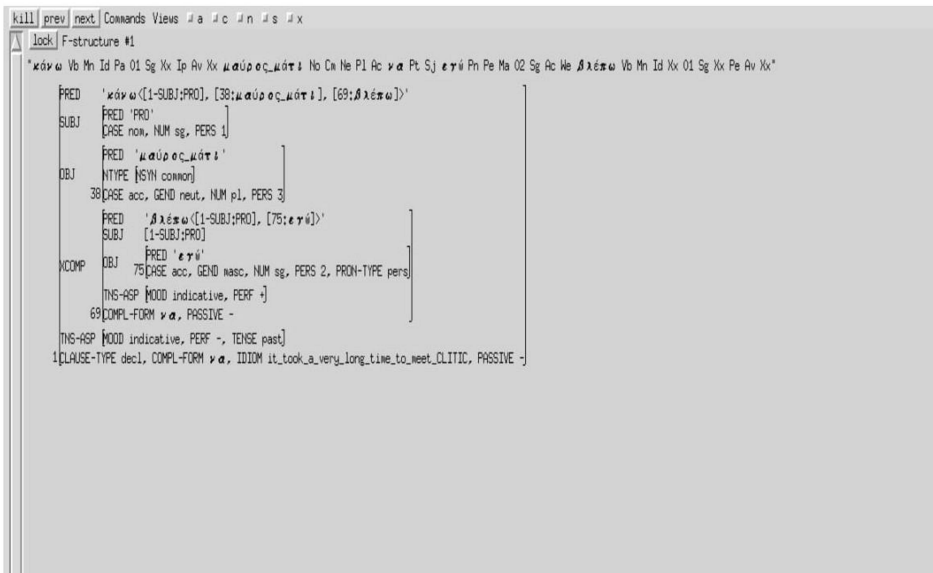 kill prev next Commands Views a c n s x
lock F-structure #1
"κάνω Vb Mn Id Pa 01 Sg Xx Ip Av Xx μαύρος_μάτι No Cm Ne Pl Ac να Pt Sj εγώ Pn Pe Ma 02 Sg Ac We βλέπω Vb Mn Id Xx 01 Sg Xx Pe Av Xx"
PRED 'κάνω<[1-SUBJ:PRO], [38:μαύρος_μάτι], [69:βλέπω]>'
SUBJ PRED 'PRO'
CASE nom, NUM sg, PERS 1
PRED 'μαύρος_μάτι'
OBJ NTYPE NSYN common
38 CASE acc, GEND neut, NUM pl, PERS 3
PRED 'βλέπω<[1-SUBJ:PRO], [75:εγώ]>'
SUBJ [1-SUBJ:PRO]
PRED 'εγώ'
XCOMP OBJ 75 CASE acc, GEND masc, NUM sg, PERS 2, PRON-TYPE pers
TNS-ASP MOOD indicative, PERF +
69 COMPL-FORM να, PASSIVE -
TNS-ASP MOOD indicative, PERF -, TENSE past
1 CLAUSE-TYPE decl, COMPL-FORM να, IDIOM it_took_a_very_long_time_to_meet_CLITIC, PASSIVE -